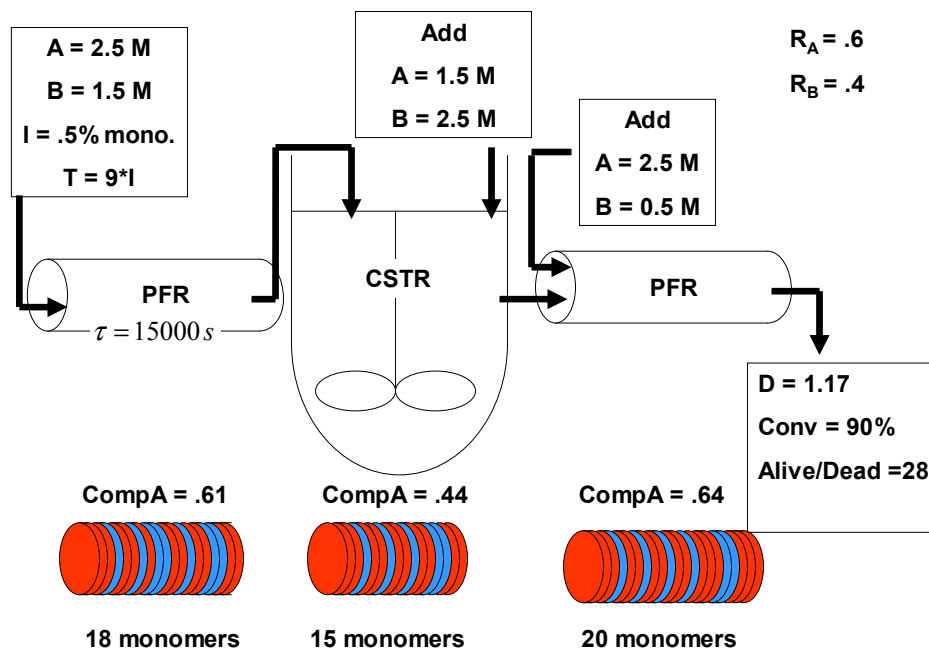 A = 2.5 M
B = 1.5 M
I = .5% mono.
T = 9*I
Add
A = 1.5 M
B = 2.5 M
R_A = .6
R_B = .4
Add
A = 2.5 M
B = 0.5 M
PFR
τ = 15000 s
CSTR
PFR
D = 1.17
Conv = 90%
Alive/Dead =28
CompA = .61
CompA = .44
CompA = .64
18 monomers
15 monomers
20 monomers